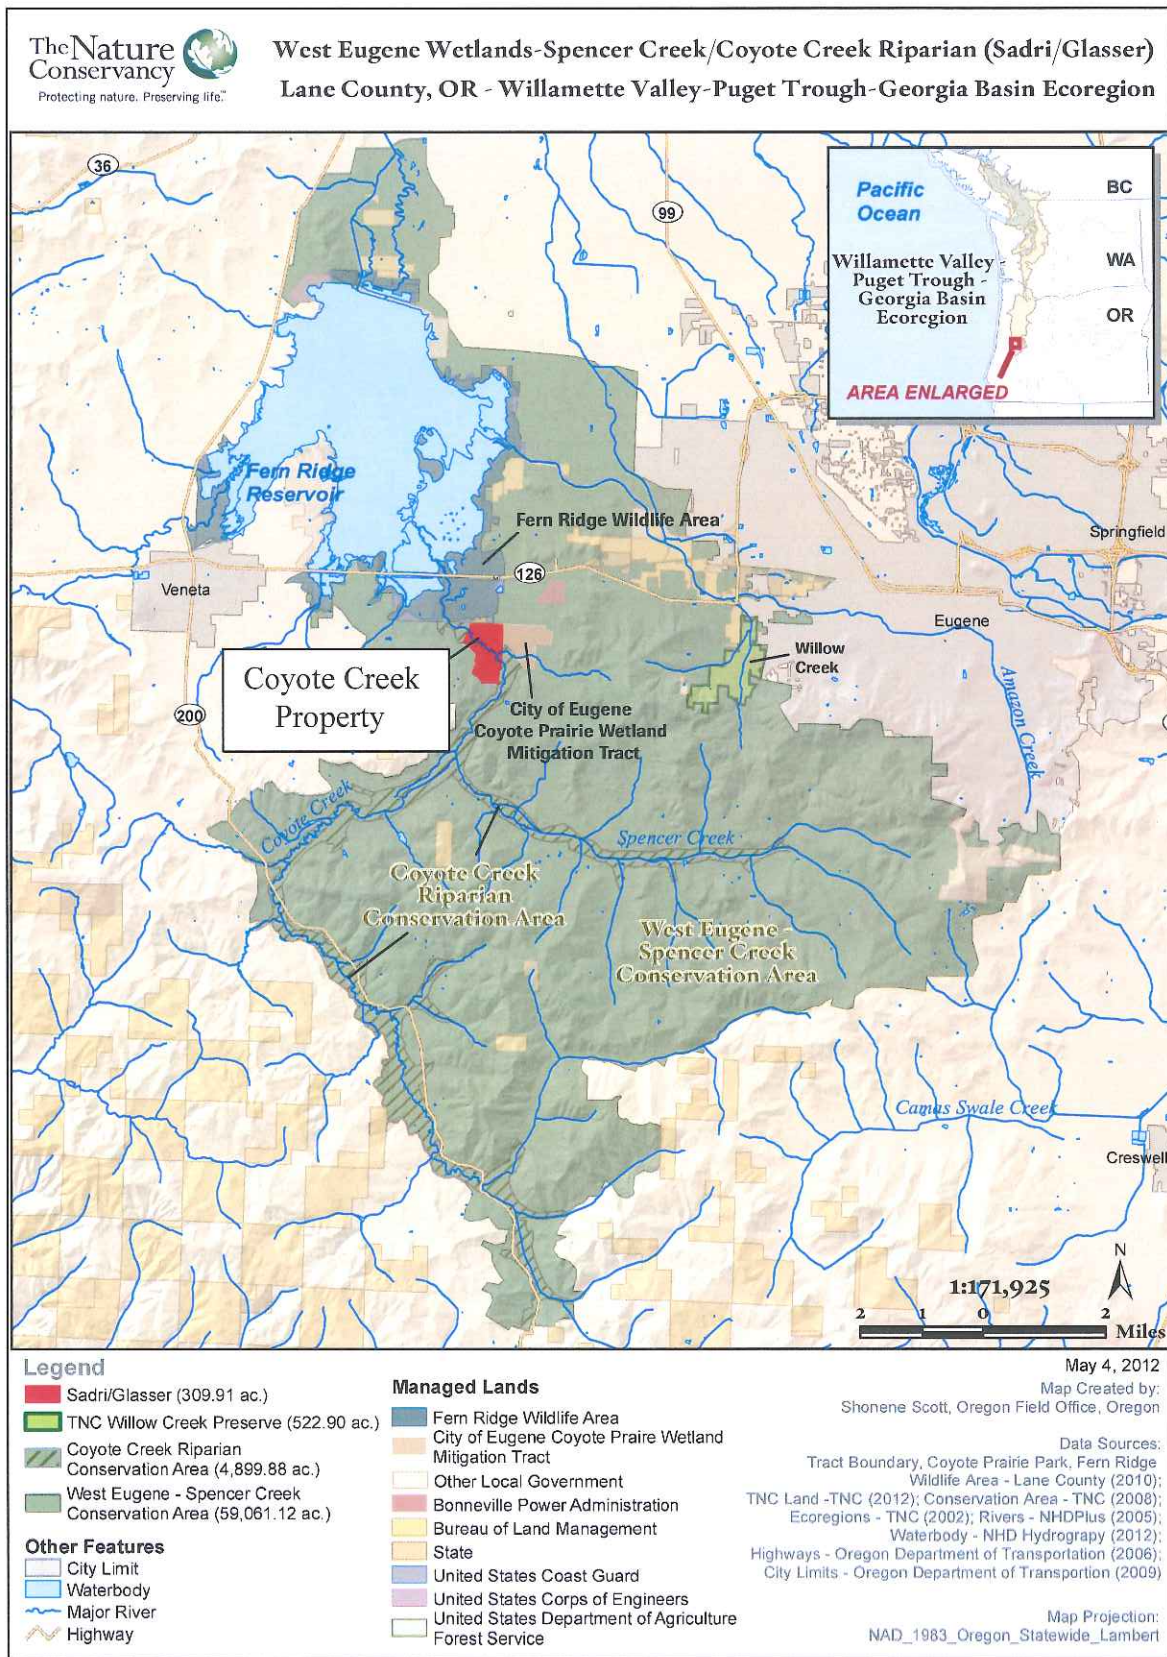 The Nature
Conservancy
Protecting nature. Preserving life.™
West Eugene Wetlands-Spencer Creek/Coyote Creek Riparian (Sadri/Glasser)
Lane County, OR - Willamette Valley-Puget Trough-Georgia Basin Ecoregion
36
99
Pacific
Ocean
BC
WA
OR
Willamette Valley -
Puget Trough -
Georgia Basin
Ecoregion
AREA ENLARGED
Fern Ridge
Reservoir
Fern Ridge Wildlife Area
Springfield
126
Veneta
Eugene
Willow
Creek
Coyote Creek
Property
200
City of Eugene
Coyote Prairie Wetland
Mitigation Tract
Amazon Creek
Coyote Creek
Spencer Creek
Coyote Creek
Riparian
Conservation Area
West Eugene -
Spencer Creek
Conservation Area
Camas Swale Creek
Creswell
N
1:171,925
2 1 0 2
Miles
Legend
Sadri/Glasser (309.91 ac.)
TNC Willow Creek Preserve (522.90 ac.)
Coyote Creek Riparian
Conservation Area (4,899.88 ac.)
West Eugene - Spencer Creek
Conservation Area (59,061.12 ac.)
Other Features
City Limit
Waterbody
Major River
Highway
Managed Lands
Fern Ridge Wildlife Area
City of Eugene Coyote Praire Wetland
Mitigation Tract
Other Local Government
Bonneville Power Administration
Bureau of Land Management
State
United States Coast Guard
United States Corps of Engineers
United States Department of Agriculture
Forest Service
May 4, 2012
Map Created by:
Shonene Scott, Oregon Field Office, Oregon
Data Sources:
Tract Boundary, Coyote Prairie Park, Fern Ridge
Wildlife Area - Lane County (2010);
TNC Land -TNC (2012); Conservation Area - TNC (2008);
Ecoregions - TNC (2002); Rivers - NHDPlus (2005);
Waterbody - NHD Hydrograpy (2012);
Highways - Oregon Department of Transportation (2006);
City Limits - Oregon Department of Transportion (2009)
Map Projection:
NAD_1983_Oregon_Statewide_Lambert